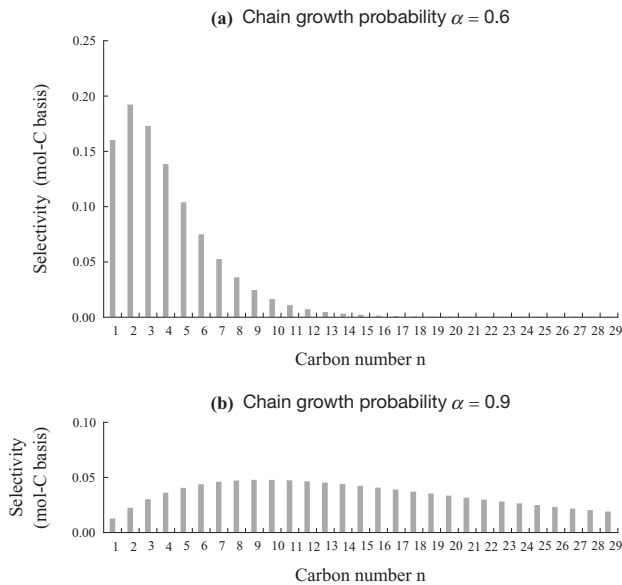 (a) Chain growth probability α = 0.6
0.25
0.20
0.15
0.10
0.05
0.00
Selectivity (mol-C basis)
1 2 3 4 5 6 7 8 9 10 11 12 13 14 15 16 17 18 19 20 21 22 23 24 25 26 27 28 29
Carbon number n
(b) Chain growth probability α = 0.9
0.10
0.05
0.00
Selectivity
(mol-C basis)
1 2 3 4 5 6 7 8 9 10 11 12 13 14 15 16 17 18 19 20 21 22 23 24 25 26 27 28 29
Carbon number n